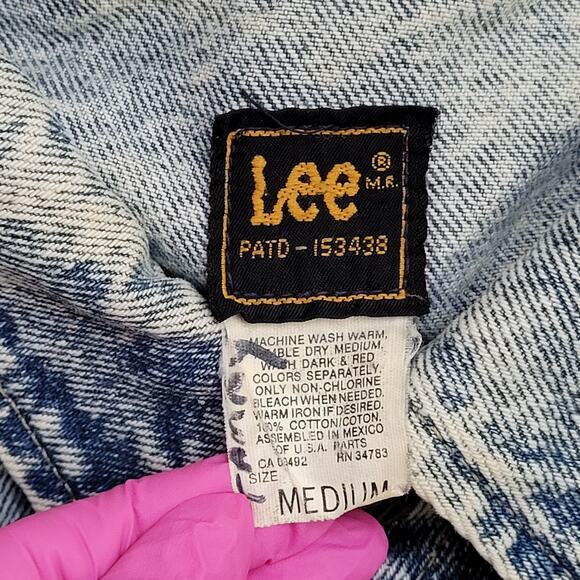 Lee®
M.R.
PATD-153438
MACHINE WASH WARM,
DRY MEDIUM.
WASH DARK & RED
COLORS SEPARATELY.
ONLY NON-CHLORINE
BLEACH WHEN NEEDED.
WARM IRON IF DESIRED.
100% COTTON/COTON.
ASSEMBLED IN MEXICO
OF U.S.A. PARTS
CA RN 34783
SIZE
MEDIUM